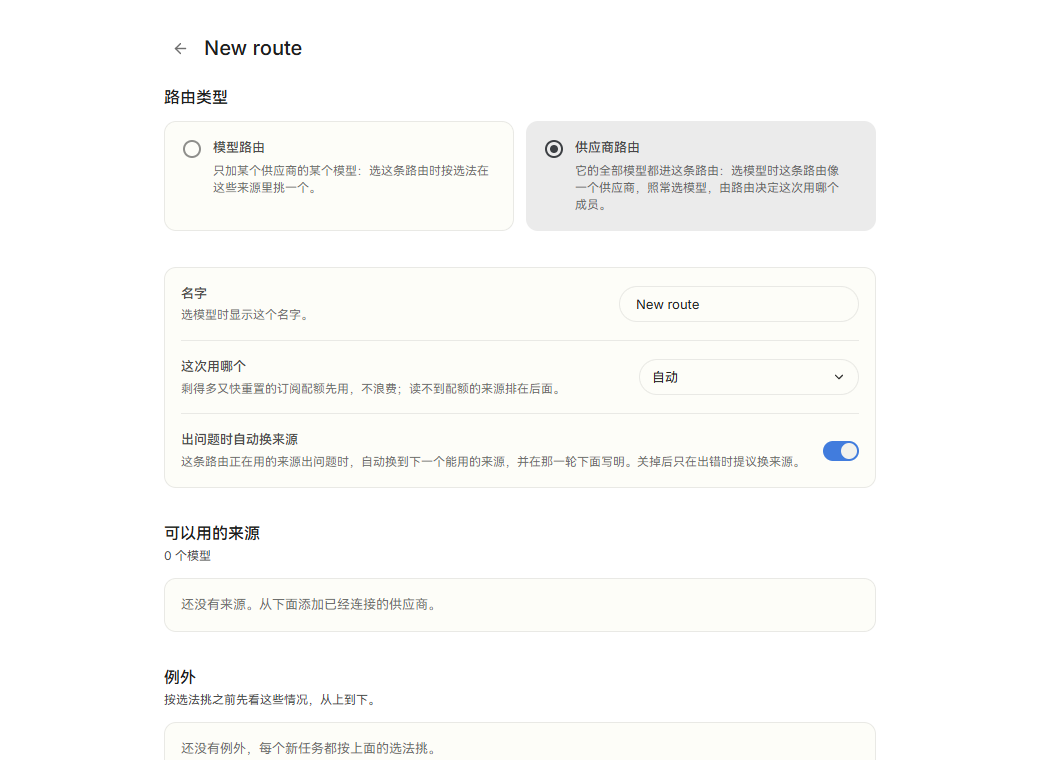 New route
路由类型
模型路由
只加某个供应商的某个模型：选这条路由时按选法在
这些来源里挑一个。
供应商路由
它的全部模型都进这条路由：选模型时这条路由像
一个供应商，照常选模型，由路由决定这次用哪个
成员。
名字
选模型时显示这个名字。
New route
这次用哪个
剩得多又快重置的订阅配额先用，不浪费；读不到配额的来源排在后面。
自动
出问题时自动换来源
这条路由正在用的来源出问题时，自动换到下一个能用的来源，并在那一轮下面写明。关掉后只在出错时提议换来源。
可以用的来源
0 个模型
还没有来源。从下面添加已经连接的供应商。
例外
按选法挑之前先看这些情况，从上到下。
还没有例外，每个新任务都按上面的选法挑。